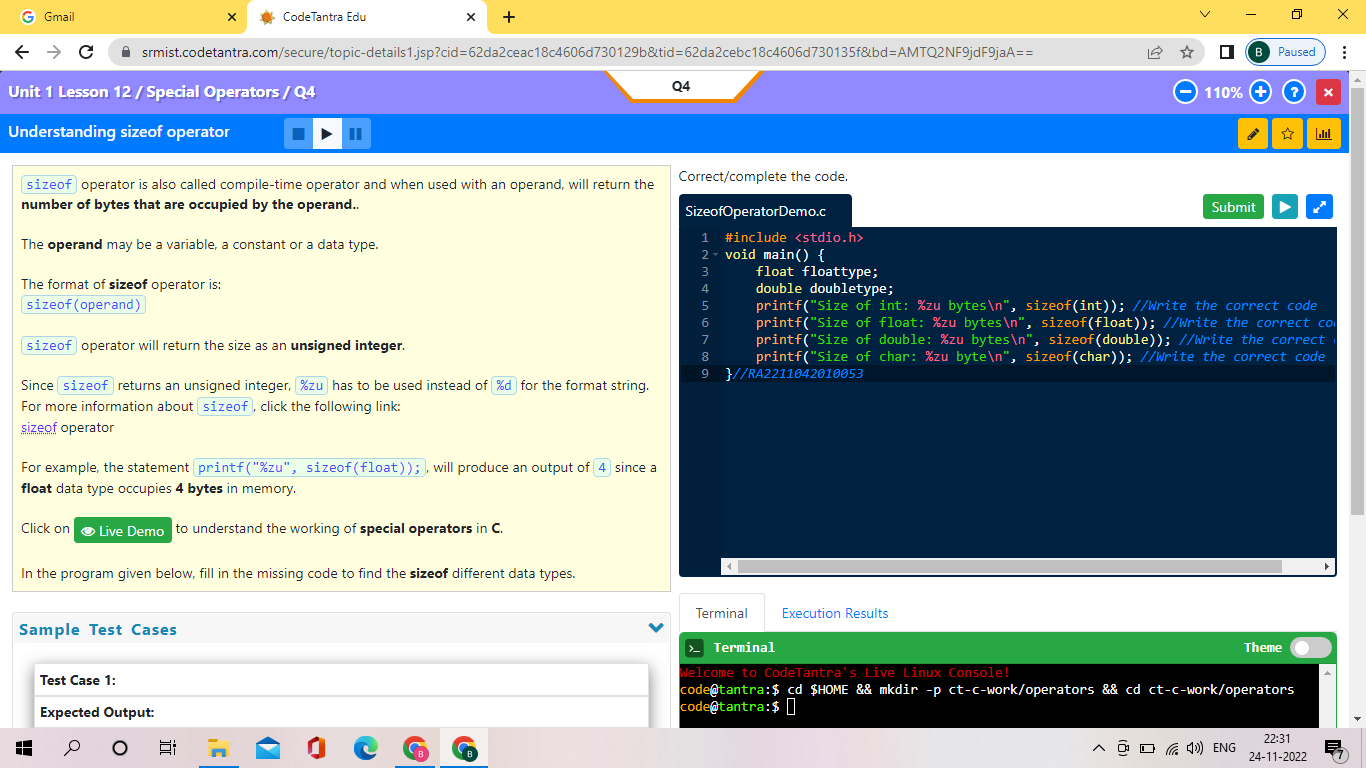 Gmail
CodeTantra Edu
srmist.codetantra.com/secure/topic-details1.jsp?cid=62da2ceac18c4606d730129b&tid=62da2cebc18c4606d730135f&bd=AMTQ2NF9jdF9jaA==
B Paused
Unit 1 Lesson 12 / Special Operators / Q4
Q4
110%
?
Understanding sizeof operator
sizeof operator is also called compile-time operator and when used with an operand, will return the
number of bytes that are occupied by the operand..
The operand may be a variable, a constant or a data type.
The format of sizeof operator is:
sizeof(operand)
sizeof operator will return the size as an unsigned integer.
Since sizeof returns an unsigned integer, %zu has to be used instead of %d for the format string.
For more information about sizeof, click the following link:
sizeof operator
For example, the statement printf("%zu", sizeof(float));, will produce an output of 4 since a
float data type occupies 4 bytes in memory.
Click on Live Demo to understand the working of special operators in C.
In the program given below, fill in the missing code to find the sizeof different data types.
Sample Test Cases
Test Case 1:
Expected Output:
Correct/complete the code.
SizeofOperatorDemo.c
Submit
1 #include <stdio.h>
2 void main() {
3 float floattype;
4 double doubletype;
5 printf("Size of int: %zu bytes\n", sizeof(int)); //Write the correct code
6 printf("Size of float: %zu bytes\n", sizeof(float)); //Write the correct co
7 printf("Size of double: %zu bytes\n", sizeof(double)); //Write the correct
8 printf("Size of char: %zu byte\n", sizeof(char)); //Write the correct code
9 }//RA2211042010053
Terminal
Execution Results
Terminal
Theme
Welcome to CodeTantra's Live Linux Console!
code@tantra:$ cd $HOME && mkdir -p ct-c-work/operators && cd ct-c-work/operators
code@tantra:$
B
B
ENG
22:31
24-11-2022
7